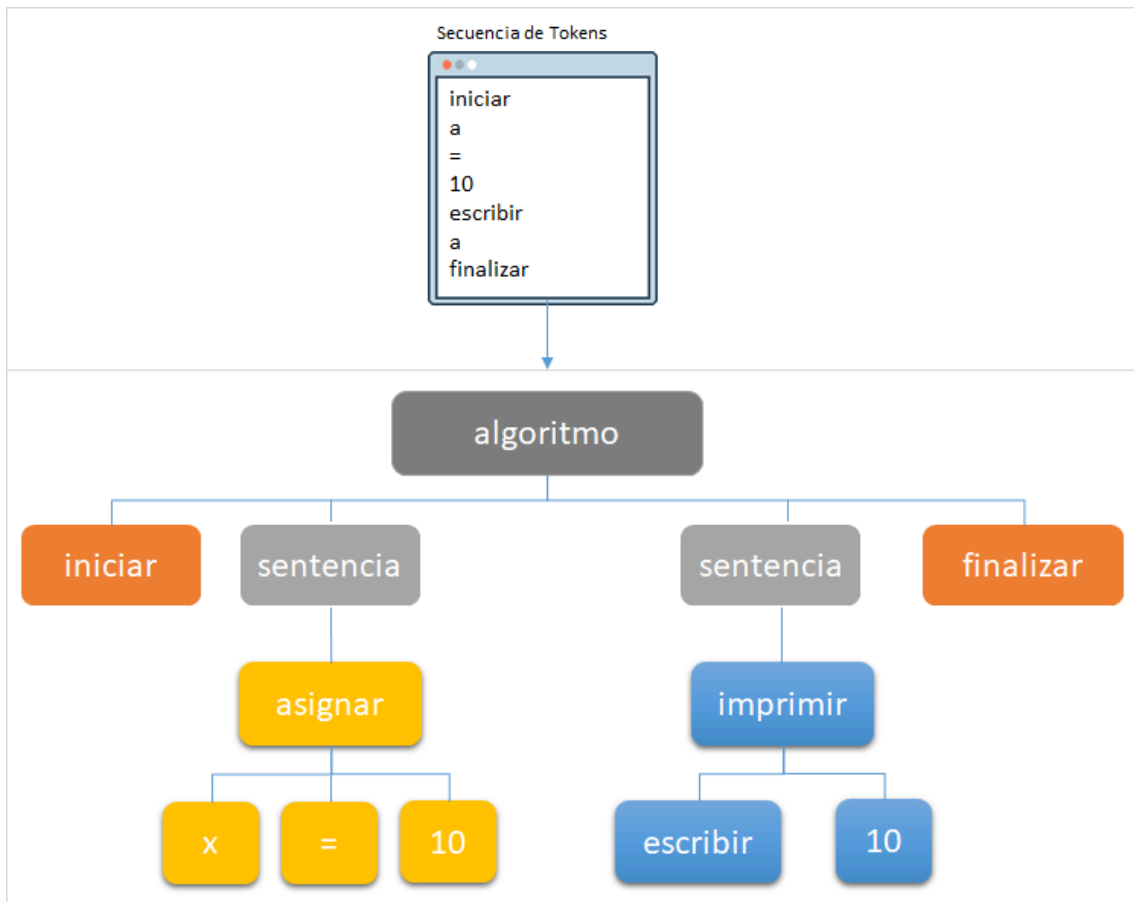 Secuencia de Tokens
iniciar
a
=
10
escribir
a
finalizar
algoritmo
iniciar
sentencia
sentencia
finalizar
asignar
imprimir
x
=
10
escribir
10